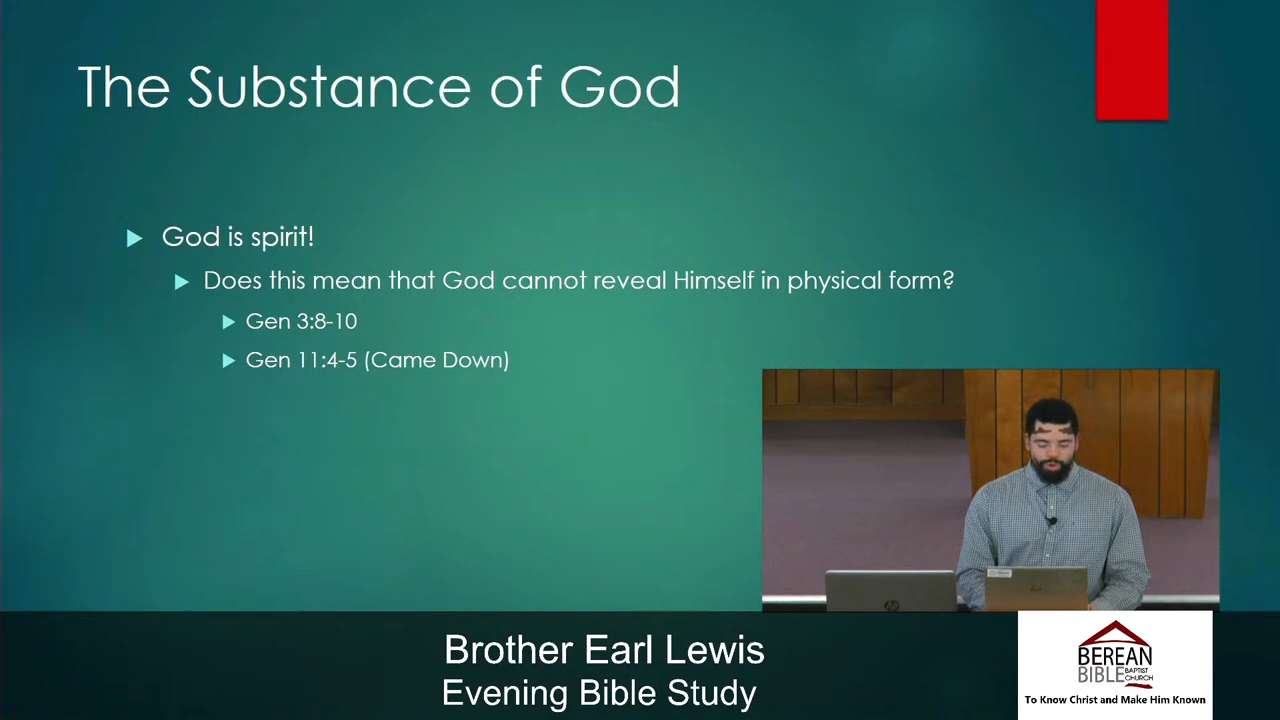 The Substance of God
God is spirit!
Does this mean that God cannot reveal Himself in physical form?
Gen 3:8-10
Gen 11:4-5 (Came Down)
hp
Brother Earl Lewis
Evening Bible Study
BEREAN
BIBLE BAPTIST CHURCH
To Know Christ and Make Him Known